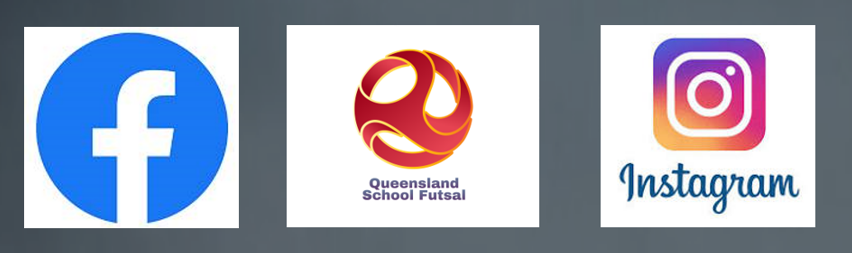 f
Queensland
School Futsal
Instagram